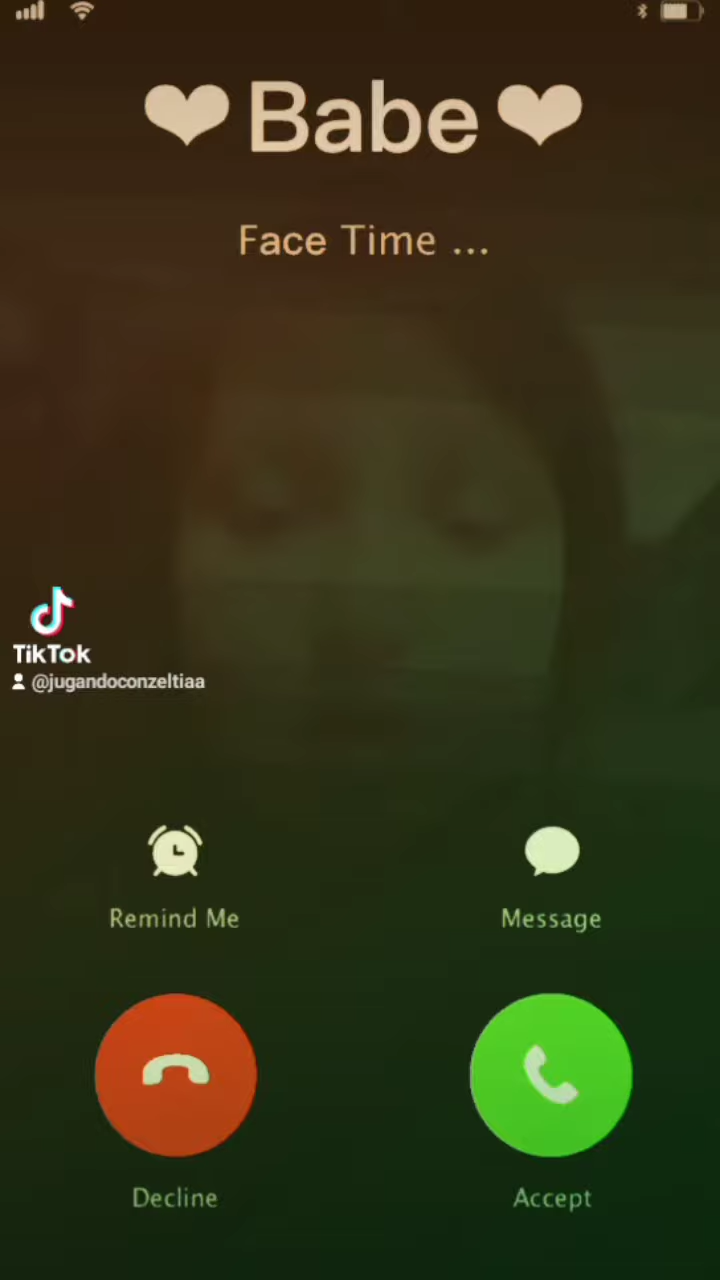 ❤Babe❤
Face Time ...
TikTok
@jugandoconzeltiaa
Remind Me
Message
Decline
Accept